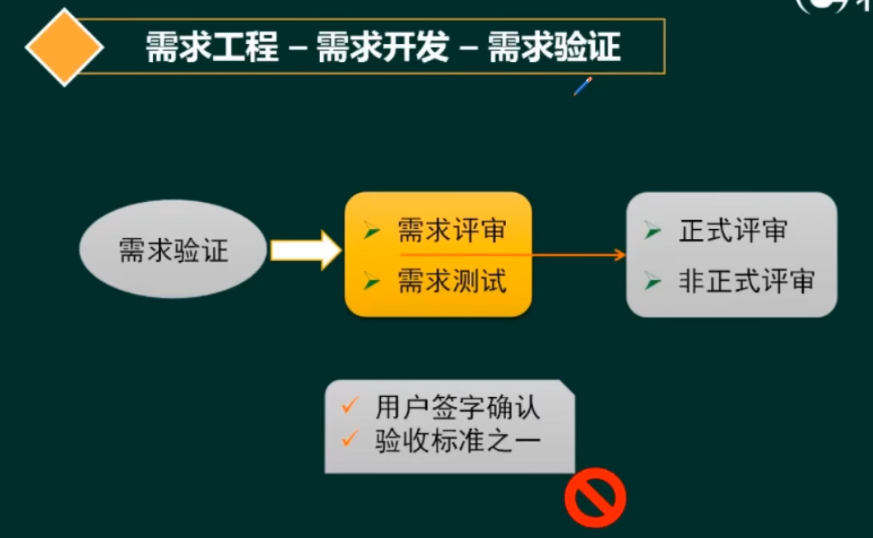 需求工程 – 需求开发 – 需求验证
需求验证
需求评审
需求测试
正式评审
非正式评审
用户签字确认
验收标准之一